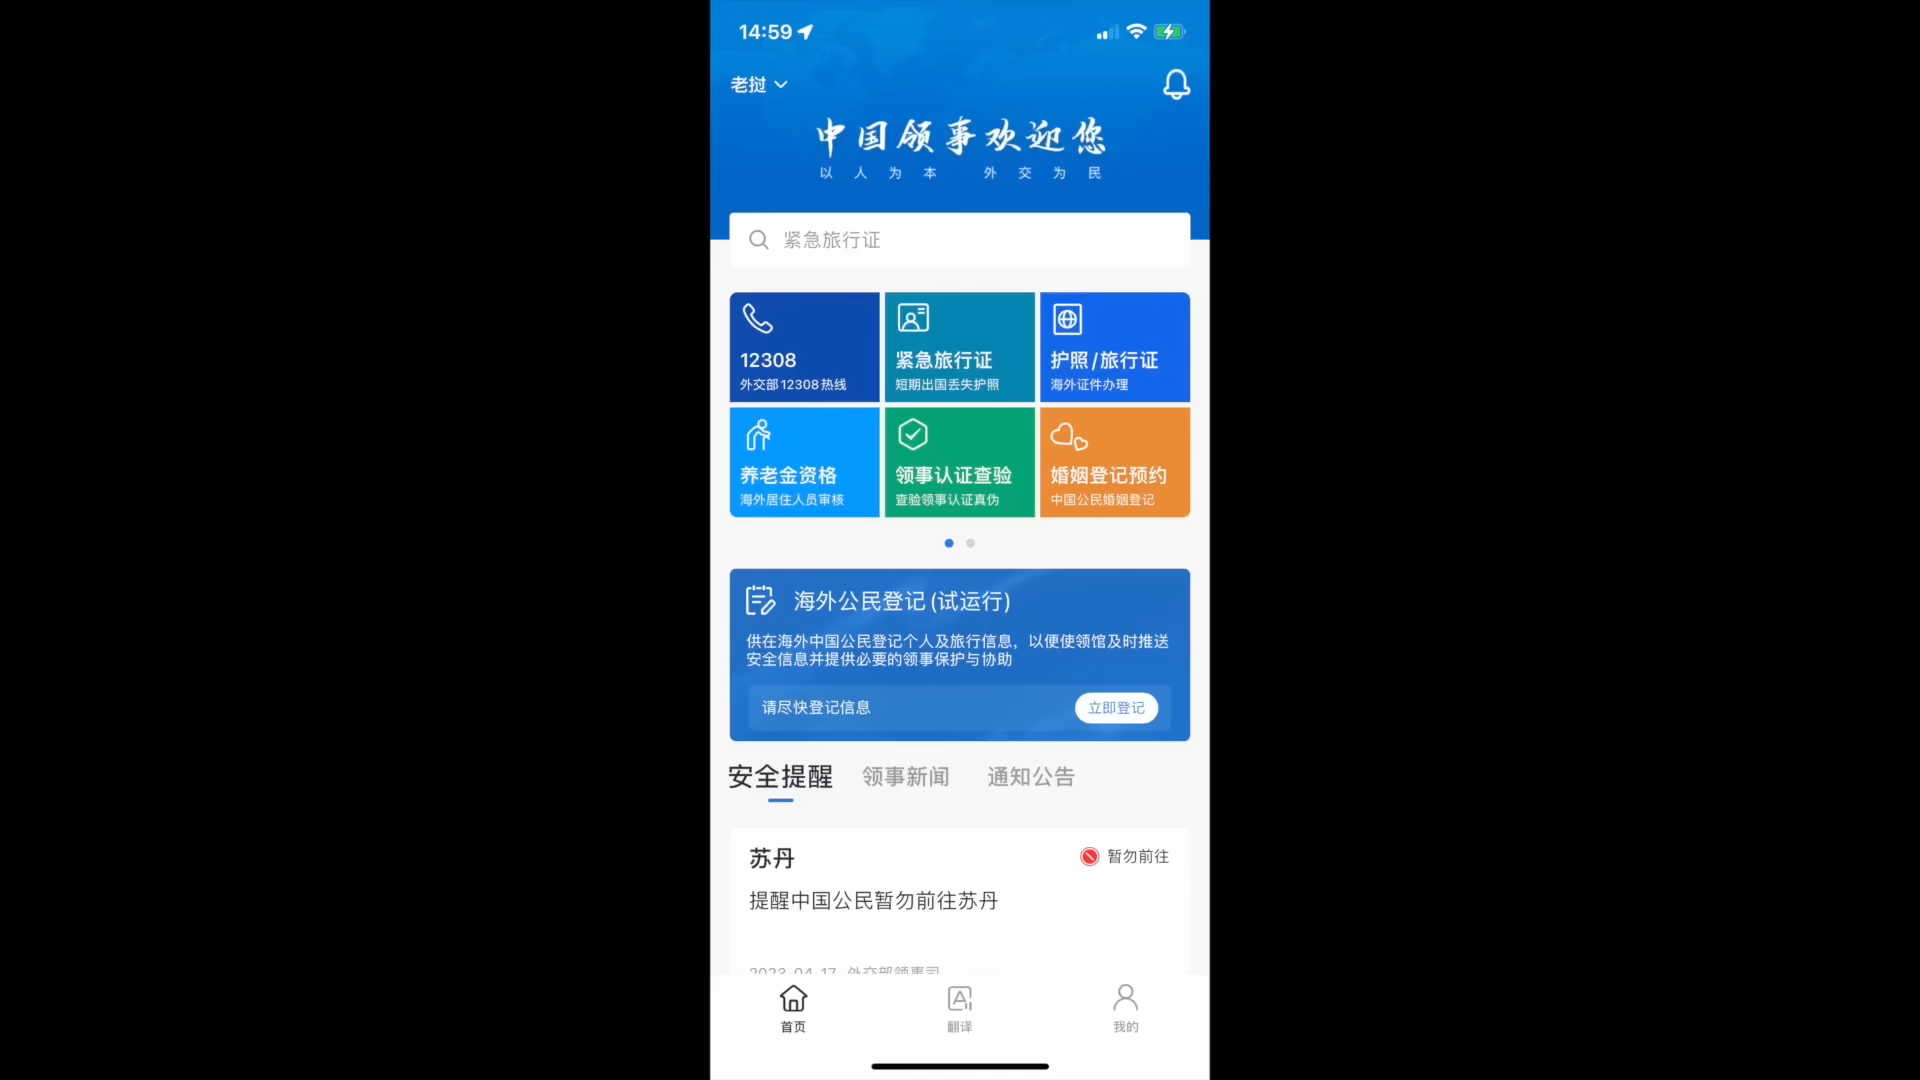 14:59
老挝
中国领事欢迎您
以人为本 外交为民
紧急旅行证
12308
外交部12308热线
紧急旅行证
短期出国丢失护照
护照/旅行证
海外证件办理
养老金资格
海外居住人员审核
领事认证查验
查验领事认证真伪
婚姻登记预约
中国公民婚姻登记
海外公民登记(试运行)
供在海外中国公民登记个人及旅行信息，以便使领馆及时推送
安全信息并提供必要的领事保护与协助
请尽快登记信息
立即登记
安全提醒 领事新闻 通知公告
苏丹
暂勿前往
提醒中国公民暂勿前往苏丹
2023-04-17 外交部领事司
首页
翻译
我的